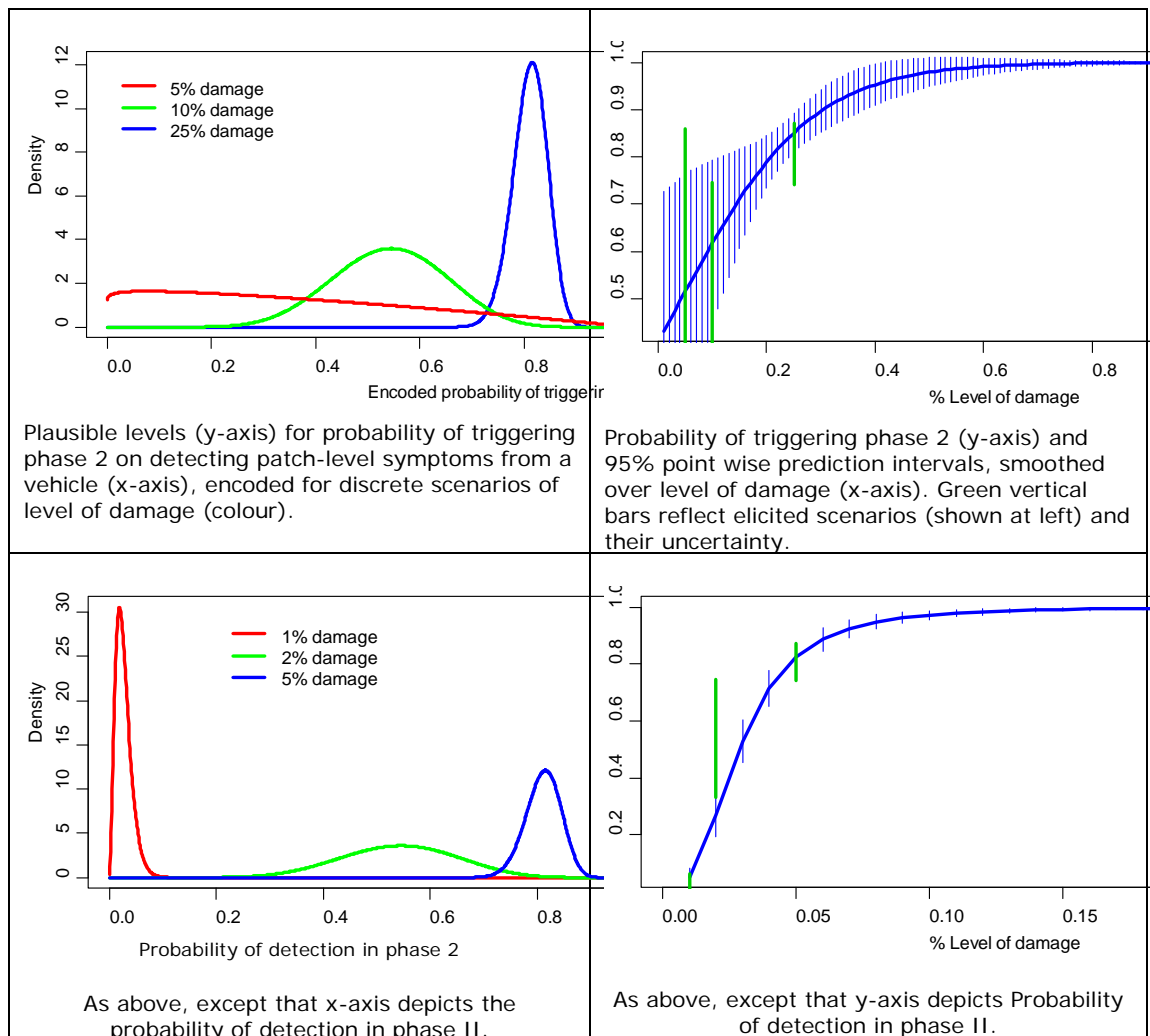 12
10
8
6
4
2
0
Density
5% damage
10% damage
25% damage
0.0 0.2 0.4 0.6 0.8
Encoded probability of
Plausible levels (y-axis) for probability of triggering
phase 2 on detecting patch-level symptoms from a
vehicle (x-axis), encoded for discrete scenarios of
level of damage (colour).
0.9
0.8
0.7
0.6
0.5
0.0 0.2 0.4 0.6 0.8
% Level of damage
Probability of triggering phase 2 (y-axis) and
95% point wise prediction intervals, smoothed
over level of damage (x-axis). Green vertical
bars reflect elicited scenarios (shown at left) and
their uncertainty.
30
25
20
15
10
5
0
Density
1% damage
2% damage
5% damage
0.0 0.2 0.4 0.6 0.8
Probability of detection in phase 2
As above, except that x-axis depicts the
probability of detection in phase II.
0.8
0.6
0.4
0.2
0.00 0.05 0.10 0.15
% Level of damage
As above, except that y-axis depicts Probability
of detection in phase II.